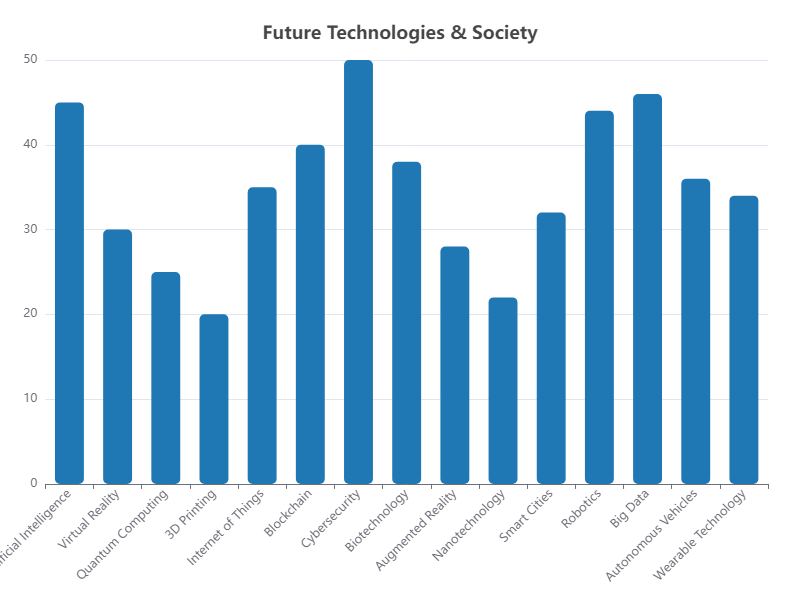 Future Technologies & Society
50
40
30
20
10
0
Intelligence
Virtual Reality
Quantum Computing
3D Printing
Internet of Things
Blockchain
Cybersecurity
Biotechnology
Augmented Reality
Nanotechnology
Smart Cities
Robotics
Big Data
Autonomous Vehicles
Wearable Technology